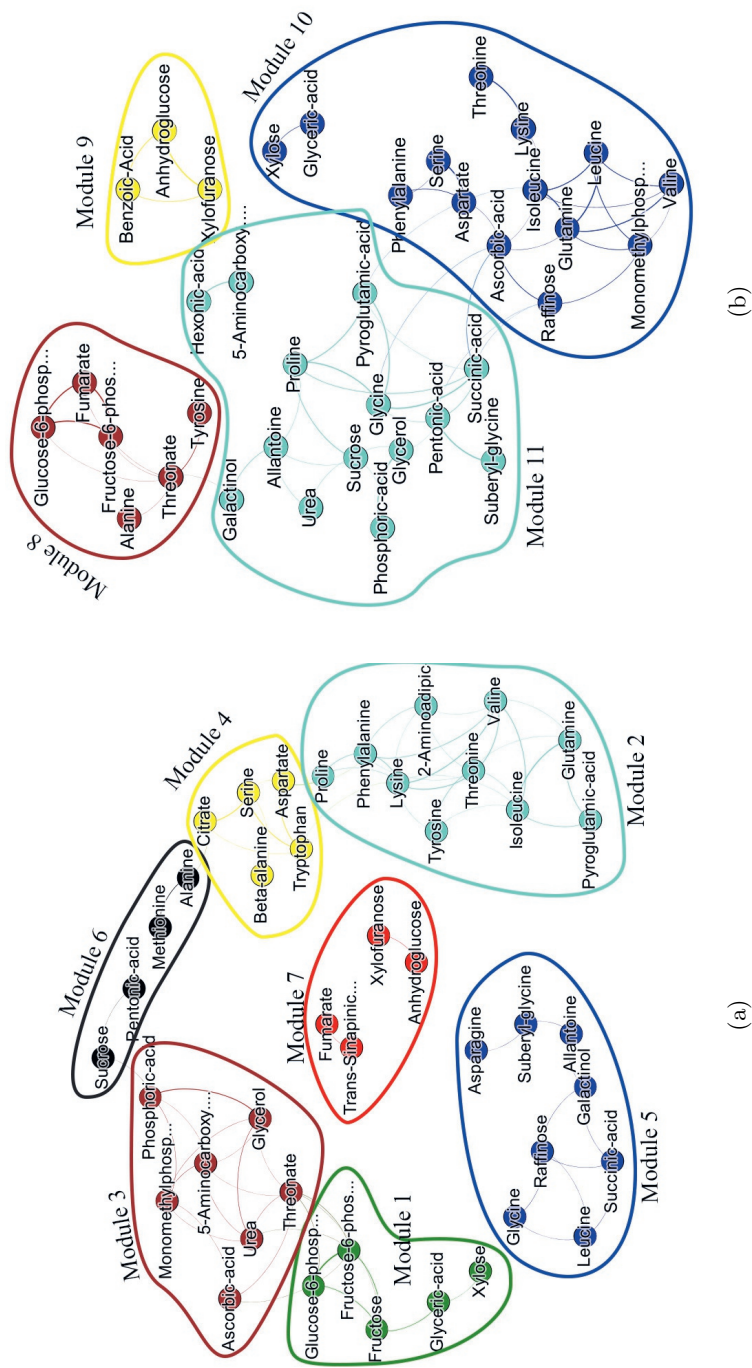 Module 6
Sucrose
Pentonic-acid
Methionine
Alanine
Module 4
Citrate
Serine
Beta-alanine
Aspartate
Tryptophan
Module 3
Phosphoric-acid
Monomethylphosp...
5-Aminocarboxy....
Glycerol
Ascorbic-acid
Urea
Threonate
Module 7
Fumarate
Trans-Sinapinic...
Xylofuranose
Anhydroglucose
Proline
Phenylalanine
Lysine
2-Aminoadipic
Tyrosine
Threonine
Valine
Isoleucine
Glutamine
Pyroglutamic-acid
Module 2
Glucose-6-phosp...
Fructose-6-phos...
Fructose
Module 1
Glyceric-acid
Xylose
Asparagine
Suberyl-glycine
Allantoine
Galactinol
Raffinose
Glycine
Succinic-acid
Leucine
Module 5
(a)
Module 8
Glucose-6-phosp...
Fumarate
Fructose-6-phos...
Alanine
Threonate
Tyrosine
Module 9
Benzoic-Acid
Anhydroglucose
Xylofuranose
Hexonic-acid
5-Aminocarboxy....
Galactinol
Allantoine
Proline
Urea
Pyroglutamic-acid
Sucrose
Glycine
Phosphoric-acid
Glycerol
Pentonic-acid
Succinic-acid
Suberyl-glycine
Module 11
Module 10
Xylose
Glyceric-acid
Phenylalanine
Serine
Aspartate
Threonine
Lysine
Ascorbic-acid
Isoleucine
Raffinose
Glutamine
Leucine
Monomethylphosp...
Valine
(b)